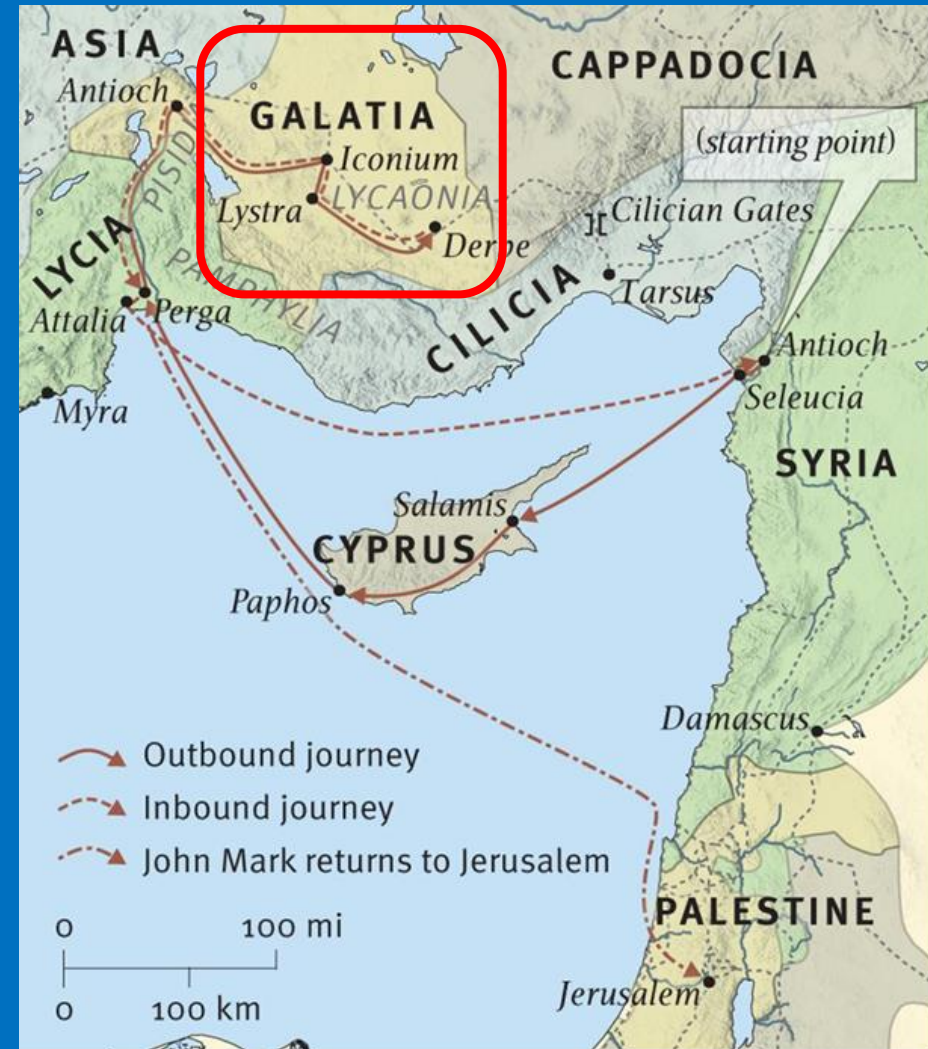 ASIA
CAPPADOCIA
Antioch
GALATIA
(starting point)
Iconium
PISIDIA
LYCAONIA
Lystra
Cilician Gates
Derbe
LYCIA
PAMPHYLIA
CILICIA
Tarsus
Attalia
Perga
Antioch
Myra
Seleucia
SYRIA
Salamis
CYPRUS
Paphos
Damascus
Outbound journey
Inbound journey
John Mark returns to Jerusalem
PALESTINE
0 100 mi
Jerusalem
0 100 km